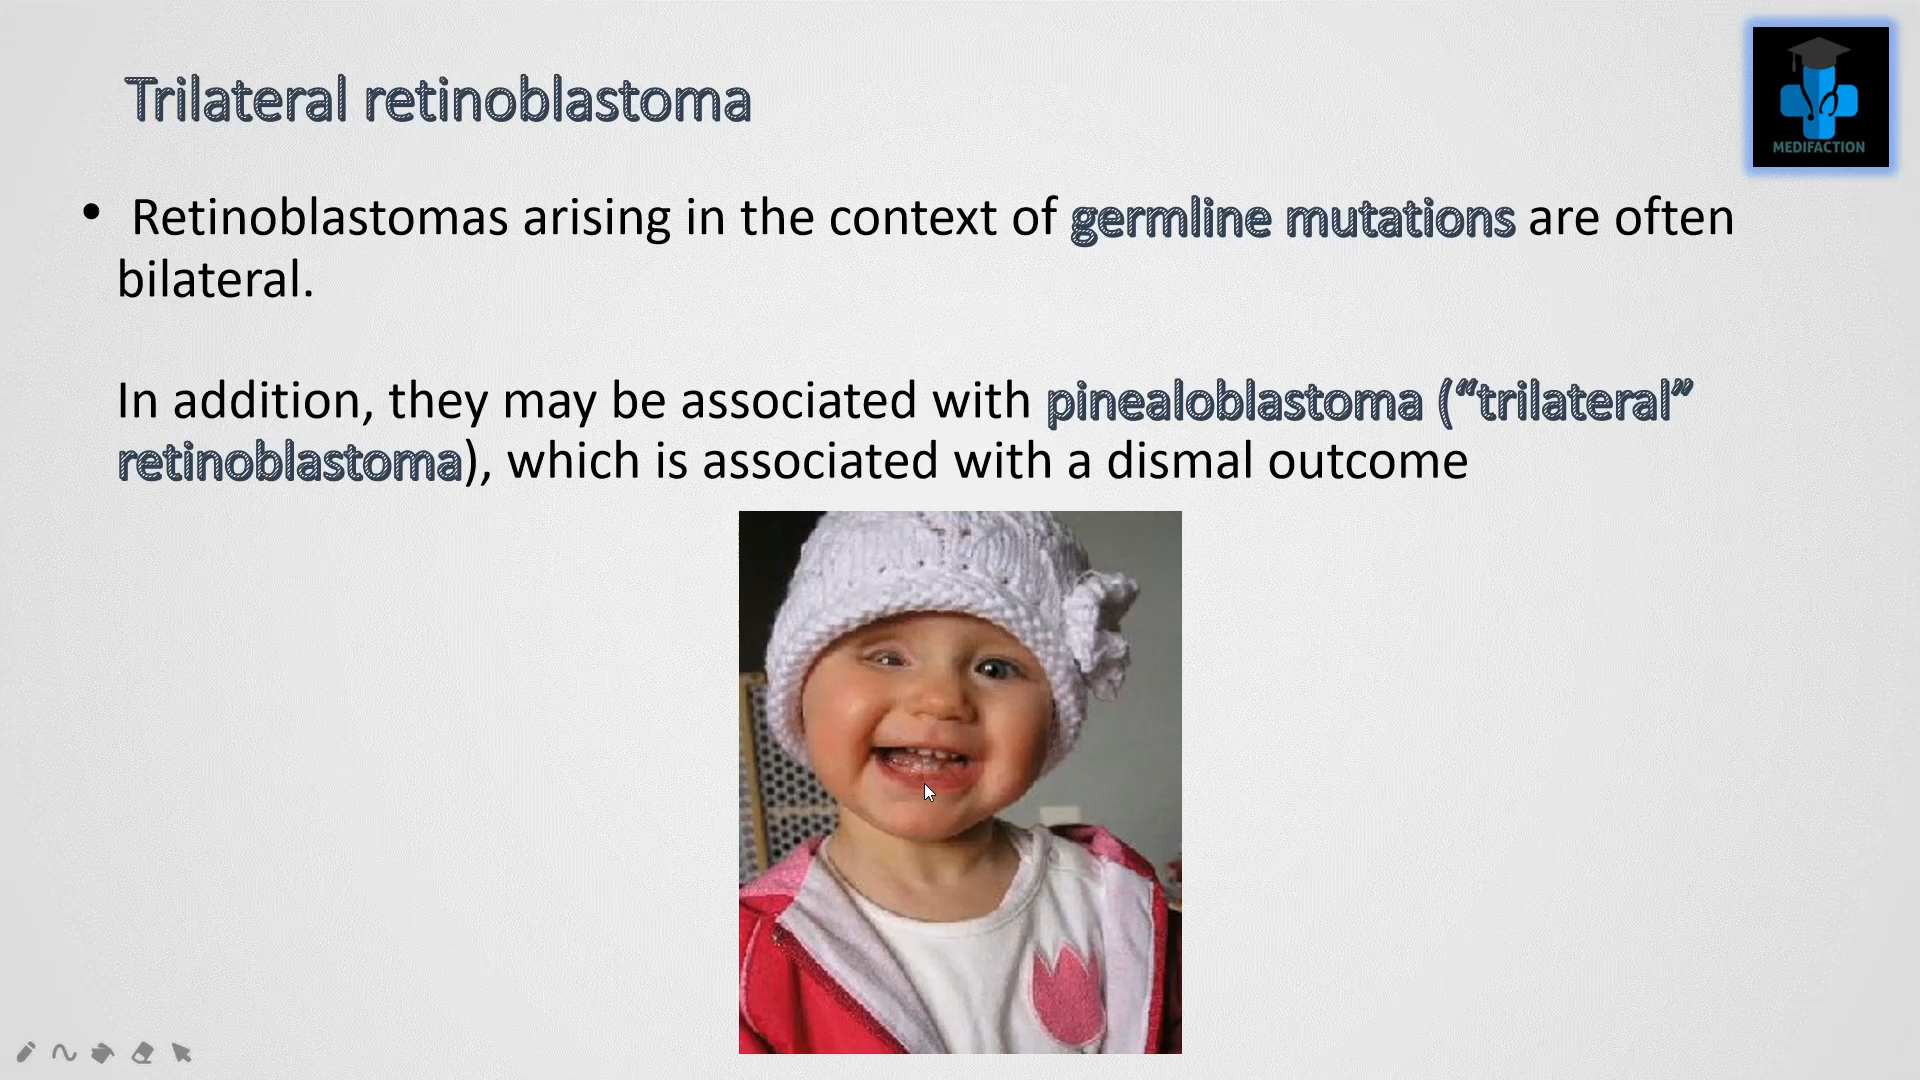 Trilateral retinoblastoma
MEDIFACTION
• Retinoblastomas arising in the context of germline mutations are often
bilateral.
In addition, they may be associated with pinealoblastoma (“trilateral”
retinoblastoma), which is associated with a dismal outcome